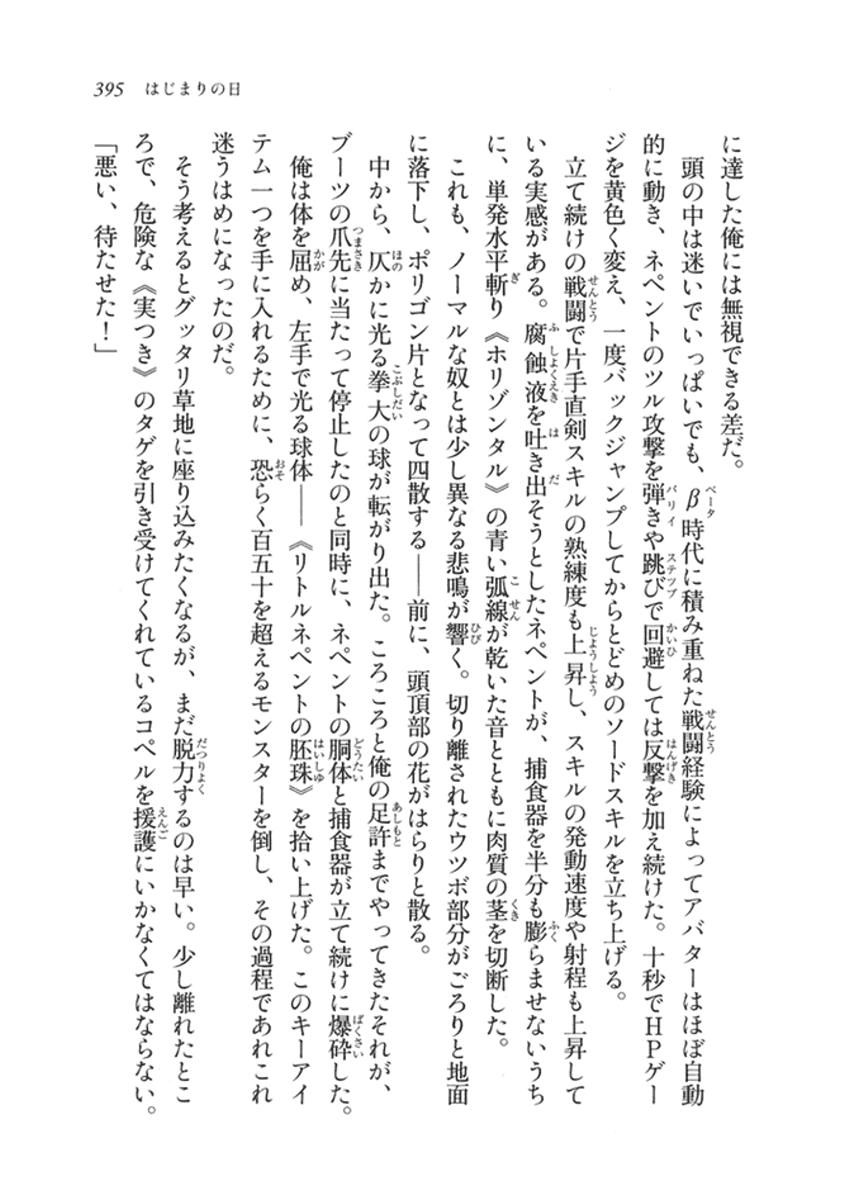 395 はじまりの日
に達した俺には無視できる差だ。
頭の中は迷いでいっぱいでも、β時代に積み重ねた戦闘経験によってアバターはほぼ自動
的に動き、ネペントのツル攻撃を弾きや跳びで回避しては反撃を加え続けた。十秒でHPゲー
ジを黄色く変え、一度バックジャンプしてからとどめのソードスキルを立ち上げる。
立て続けの戦闘で片手直剣スキルの熟練度も上昇し、スキルの発動速度や射程も上昇して
いる実感がある。腐蝕液を吐き出そうとしたネペントが、捕食器を半分も膨らませないうち
に、単発水平斬り《ホリゾンタル》の青い弧線が乾いた音とともに肉質の茎を切断した。
これも、ノーマルな奴とは少し異なる悲鳴が響く。切り離されたウツボ部分がごろりと地面
に落下し、ポリゴン片となって四散する――前に、頭頂部の花がはらりと散る。
中から、仄かに光る拳大の球が転がり出た。ころころと俺の足許までやってきたそれが、
ブーツの爪先に当たって停止したのと同時に、ネペントの胴体と捕食器が立て続けに爆砕した。
俺は体を屈め、左手で光る球体――《リトルネペントの胚珠》を拾い上げた。このキーアイ
テム一つを手に入れるために、恐らく百五十を超えるモンスターを倒し、その過程であれこれ
迷うはめになったのだ。
そう考えるとグッタリ草地に座り込みたくなるが、まだ脱力するのは早い。少し離れたとこ
ろで、危険な《実つき》のタゲを引き受けてくれているコペルを援護にいかなくてはならない。
「悪い、待たせた！」